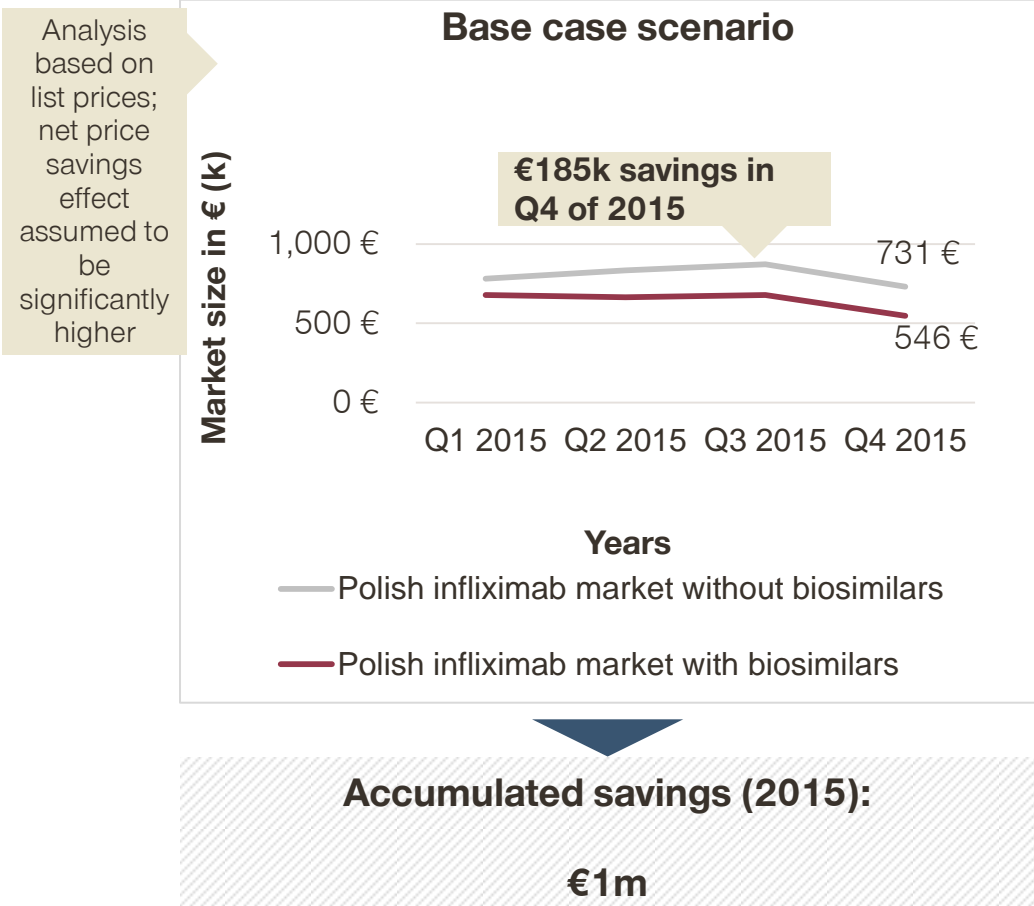 Analysis
based on
list prices;
net price
savings
effect
assumed to
be
significantly
higher
Base case scenario
Market size in € (k)
€185k savings in
Q4 of 2015
1,000 €
500 €
0 €
731 €
546 €
Q1 2015 Q2 2015 Q3 2015 Q4 2015
Years
Polish infliximab market without biosimilars
Polish infliximab market with biosimilars
Accumulated savings (2015):
€1m